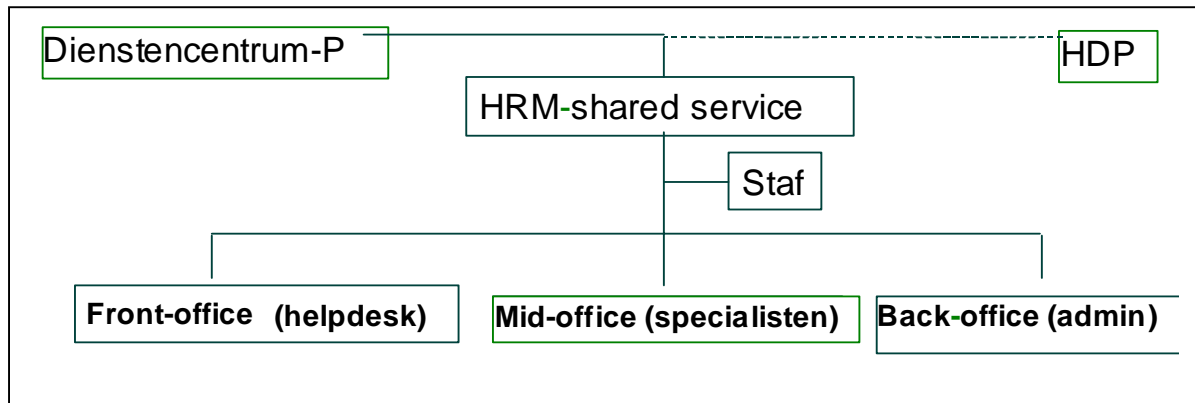 Dienstencentrum-P
HDP
HRM-shared service
Staf
Front-office (helpdesk)
Mid-office (specialisten)
Back-office (admin)